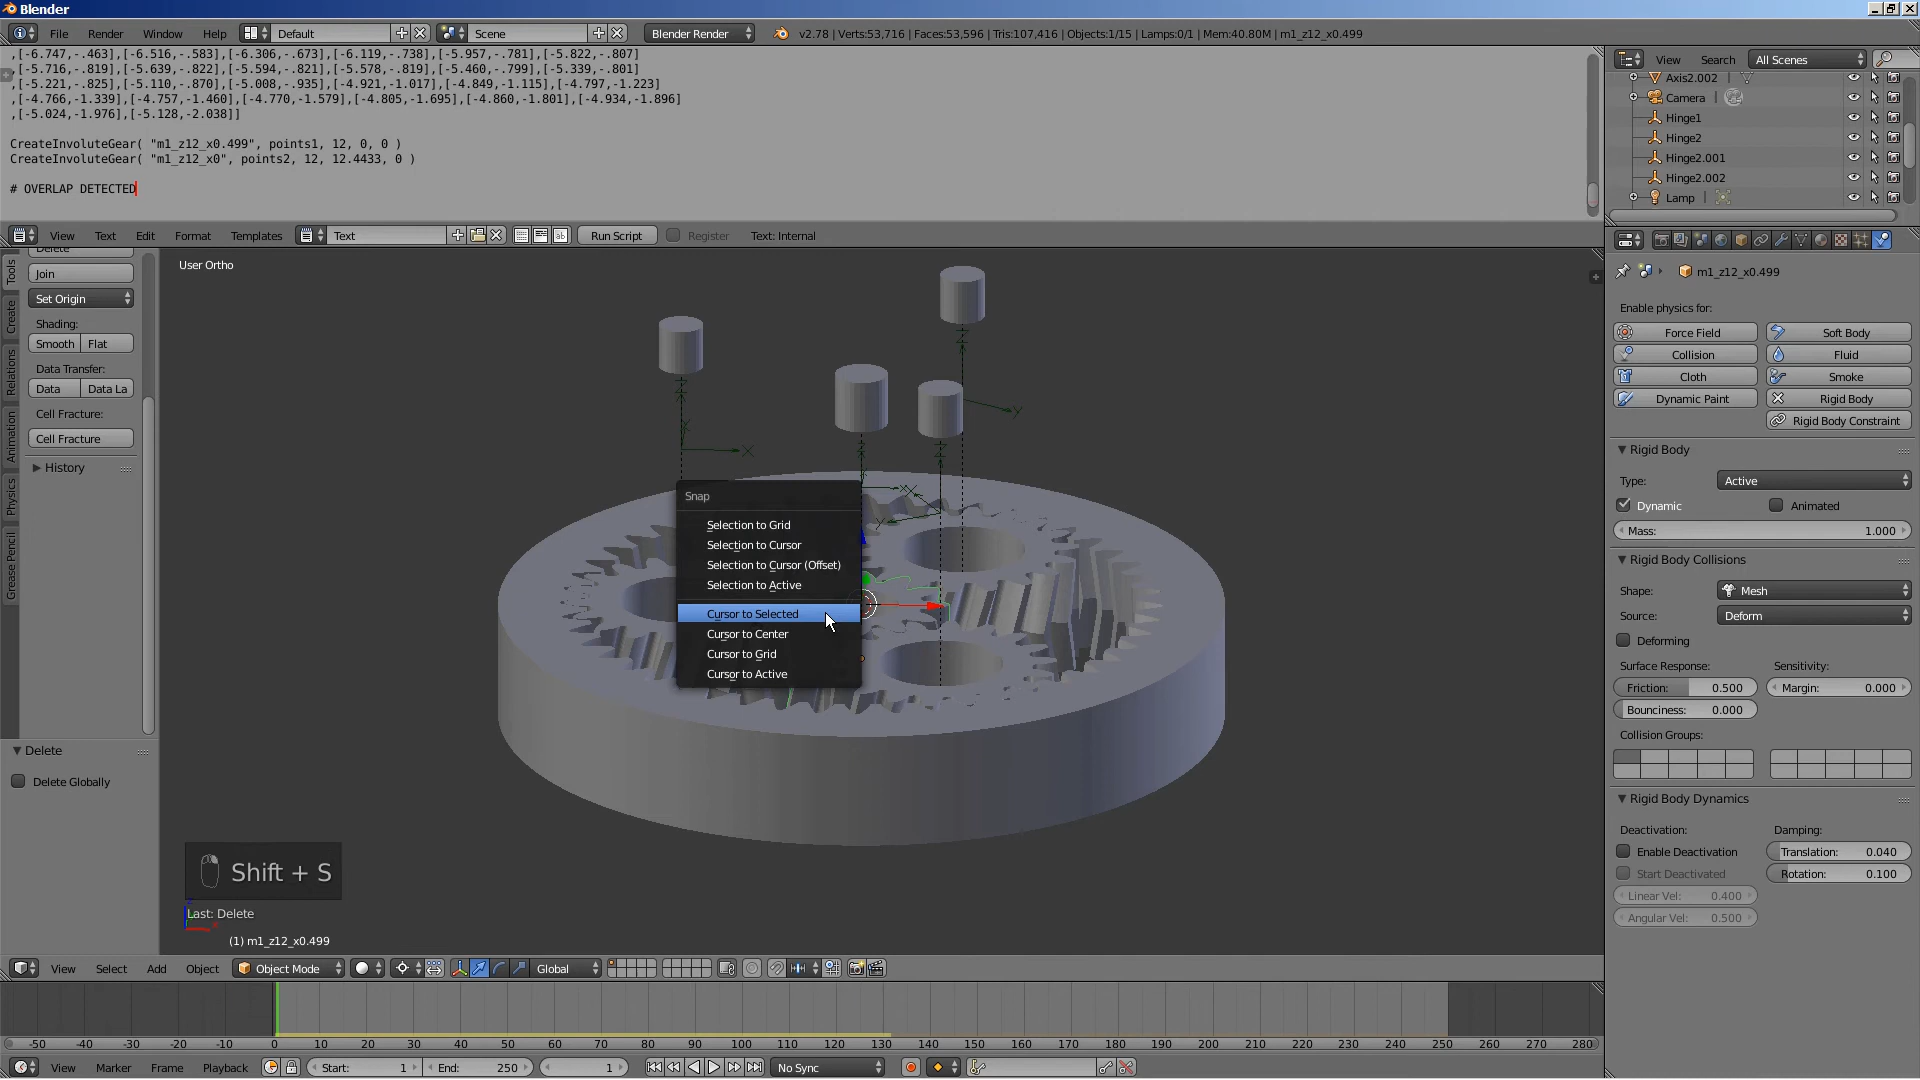 Blender
File Render Window Help Default Scene Blender Render v2.78 | Verts:53,716 | Faces:53,596 | Tris:107,416 | Objects:1/15 | Lamps:0/1 | Mem:40.80M | m1_z12_x0.499
,[-6.747,-.463],[-6.516,-.583],[-6.306,-.673],[-6.119,-.738],[-5.957,-.781],[-5.822,-.807]
,[-5.716,-.819],[-5.639,-.822],[-5.594,-.821],[-5.578,-.819],[-5.460,-.799],[-5.339,-.801]
,[-5.221,-.825],[-5.110,-.870],[-5.008,-.935],[-4.921,-1.017],[-4.849,-1.115],[-4.797,-1.223]
,[-4.766,-1.339],[-4.757,-1.460],[-4.770,-1.579],[-4.805,-1.695],[-4.860,-1.801],[-4.934,-1.896]
,[-5.024,-1.976],[-5.128,-2.038]]
CreateInvoluteGear( "m1_z12_x0.499", points1, 12, 0, 0 )
CreateInvoluteGear( "m1_z12_x0", points2, 12, 12.4433, 0 )
# OVERLAP DETECTED
View Text Edit Format Templates Text Run Script Register Text: Internal
View Search All Scenes
Axis2.002
Camera
Hinge1
Hinge2
Hinge2.001
Hinge2.002
Lamp
Tools
Create
Relations
Animation
Physics
Grease Pencil
Delete
Join
Set Origin
Shading:
Smooth Flat
Data Transfer:
Data Data La
Cell Fracture:
Cell Fracture
History
Delete
Delete Globally
User Ortho
Snap
Selection to Grid
Selection to Cursor
Selection to Cursor (Offset)
Selection to Active
Cursor to Selected
Cursor to Center
Cursor to Grid
Cursor to Active
Shift + S
Last: Delete
(1) m1_z12_x0.499
m1_z12_x0.499
Enable physics for:
Force Field Soft Body
Collision Fluid
Cloth Smoke
Dynamic Paint Rigid Body
Rigid Body Constraint
Rigid Body
Type: Active
Dynamic Animated
Mass: 1.000
Rigid Body Collisions
Shape: Mesh
Source: Deform
Deforming
Surface Response: Sensitivity:
Friction: 0.500 Margin: 0.000
Bounciness: 0.000
Collision Groups:
Rigid Body Dynamics
Deactivation: Damping:
Enable Deactivation Translation: 0.040
Start Deactivated Rotation: 0.100
Linear Vel: 0.400
Angular Vel: 0.500
View Select Add Object Object Mode Global
-50 -40 -30 -20 -10 0 10 20 30 40 50 60 70 80 90 100 110 120 130 140 150 160 170 180 190 200 210 220 230 240 250 260 270 280
View Marker Frame Playback Start: 1 End: 250 1 No Sync